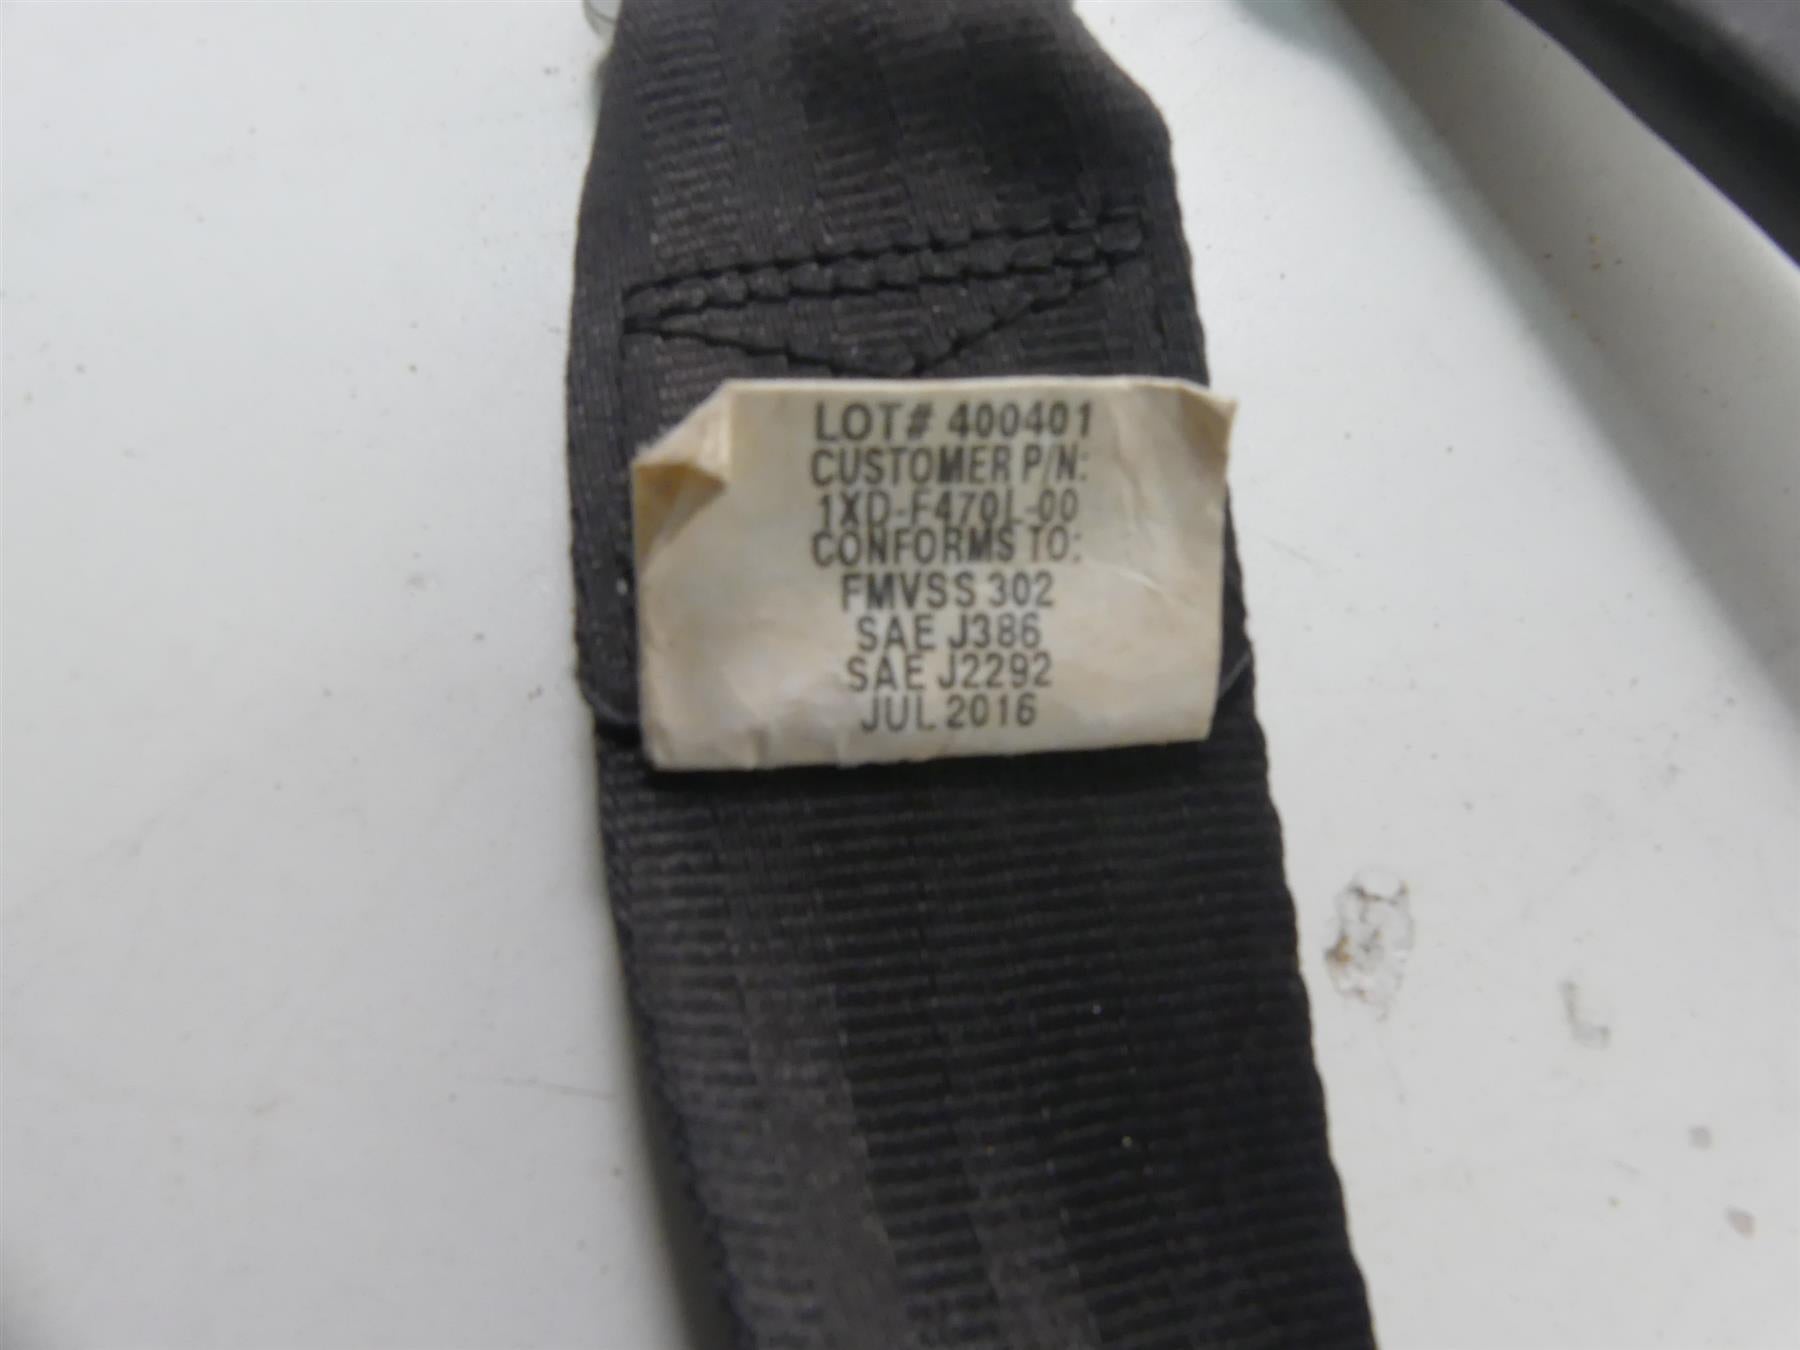 LOT# 400401
CUSTOMER P/N:
1XD-F470L-00
CONFORMS TO:
FMVSS 302
SAE J386
SAE J2292
JUL 2016